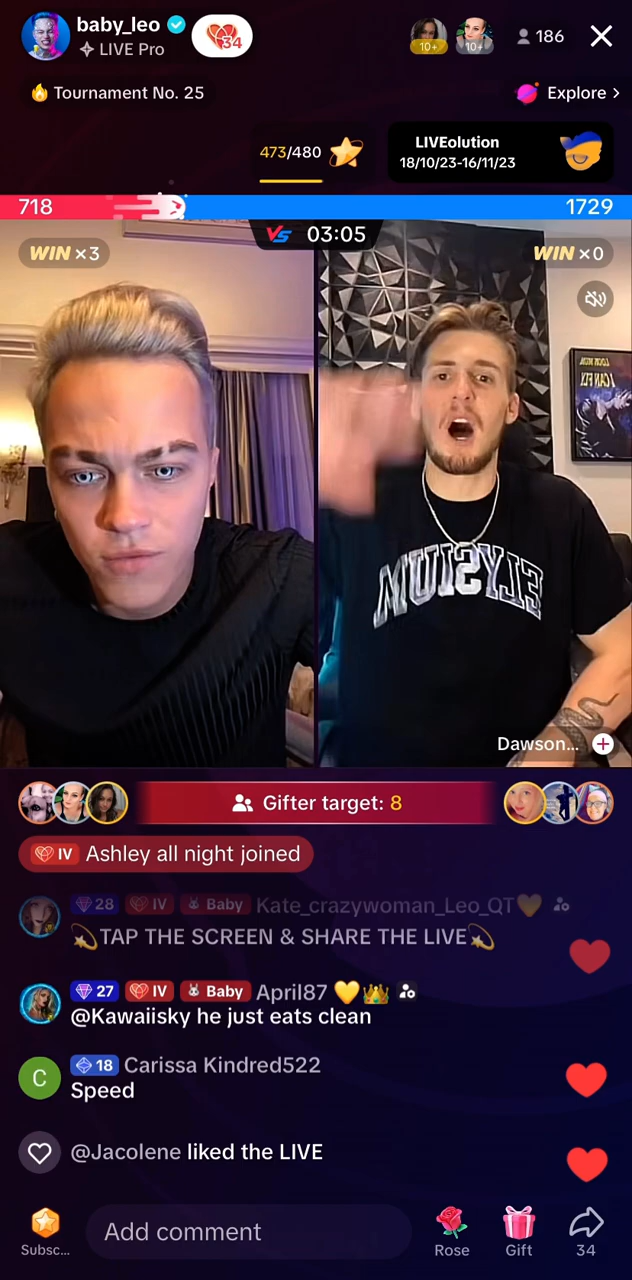 baby_leo
LIVE Pro
34
10+
10+
186
Tournament No. 25
Explore >
473/480
LIVEolution
18/10/23-16/11/23
718
1729
VS 03:05
WIN ×3
WIN ×0
ELYSIUM
Dawson...
Gifter target: 8
IV Ashley all night joined
28 IV Baby Kate_crazywoman_Leo_QT💛
💫TAP THE SCREEN & SHARE THE LIVE💫
27 IV Baby April87 💛👑
@Kawaiisky he just eats clean
C
18 Carissa Kindred522
Speed
@Jacolene liked the LIVE
Subsc...
Add comment
Rose
Gift
34